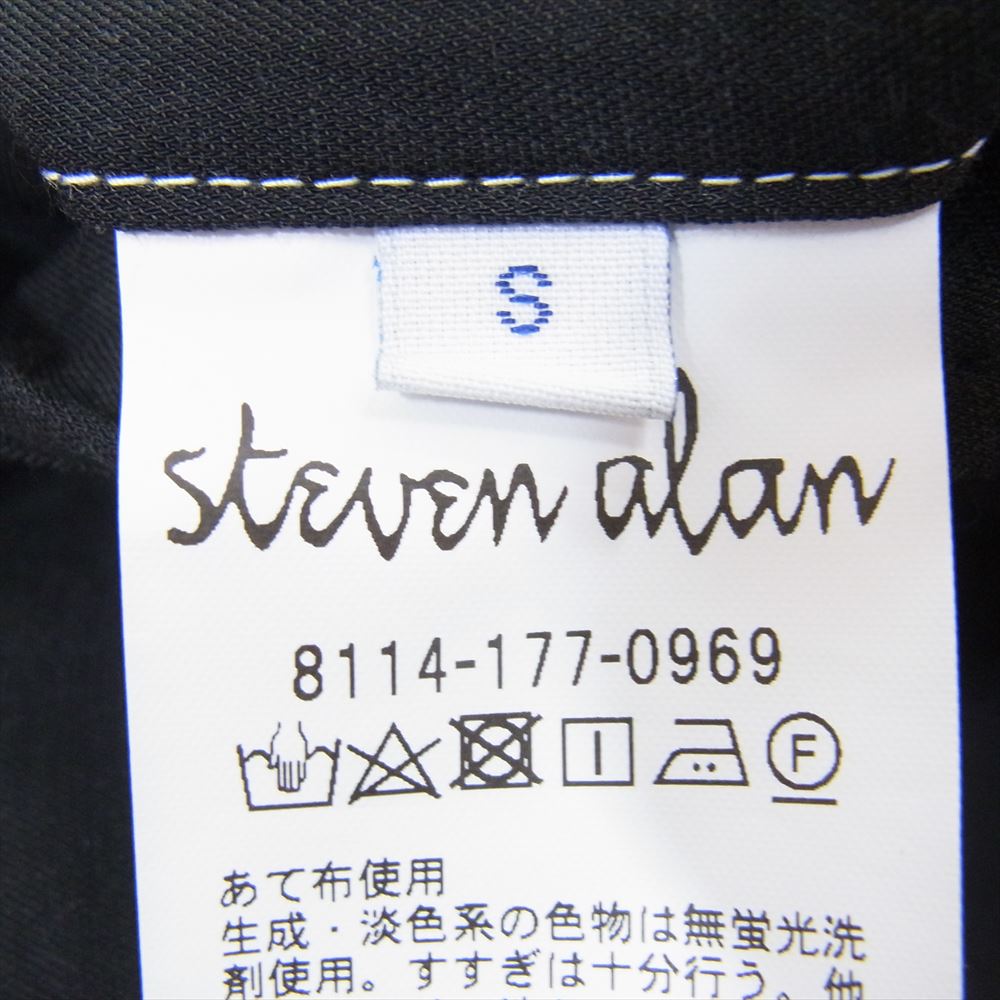 S
steven alan
8114-177-0969
F
あて布使用
生成・淡色系の色物は無蛍光洗
剤使用。すすぎは十分行う。他